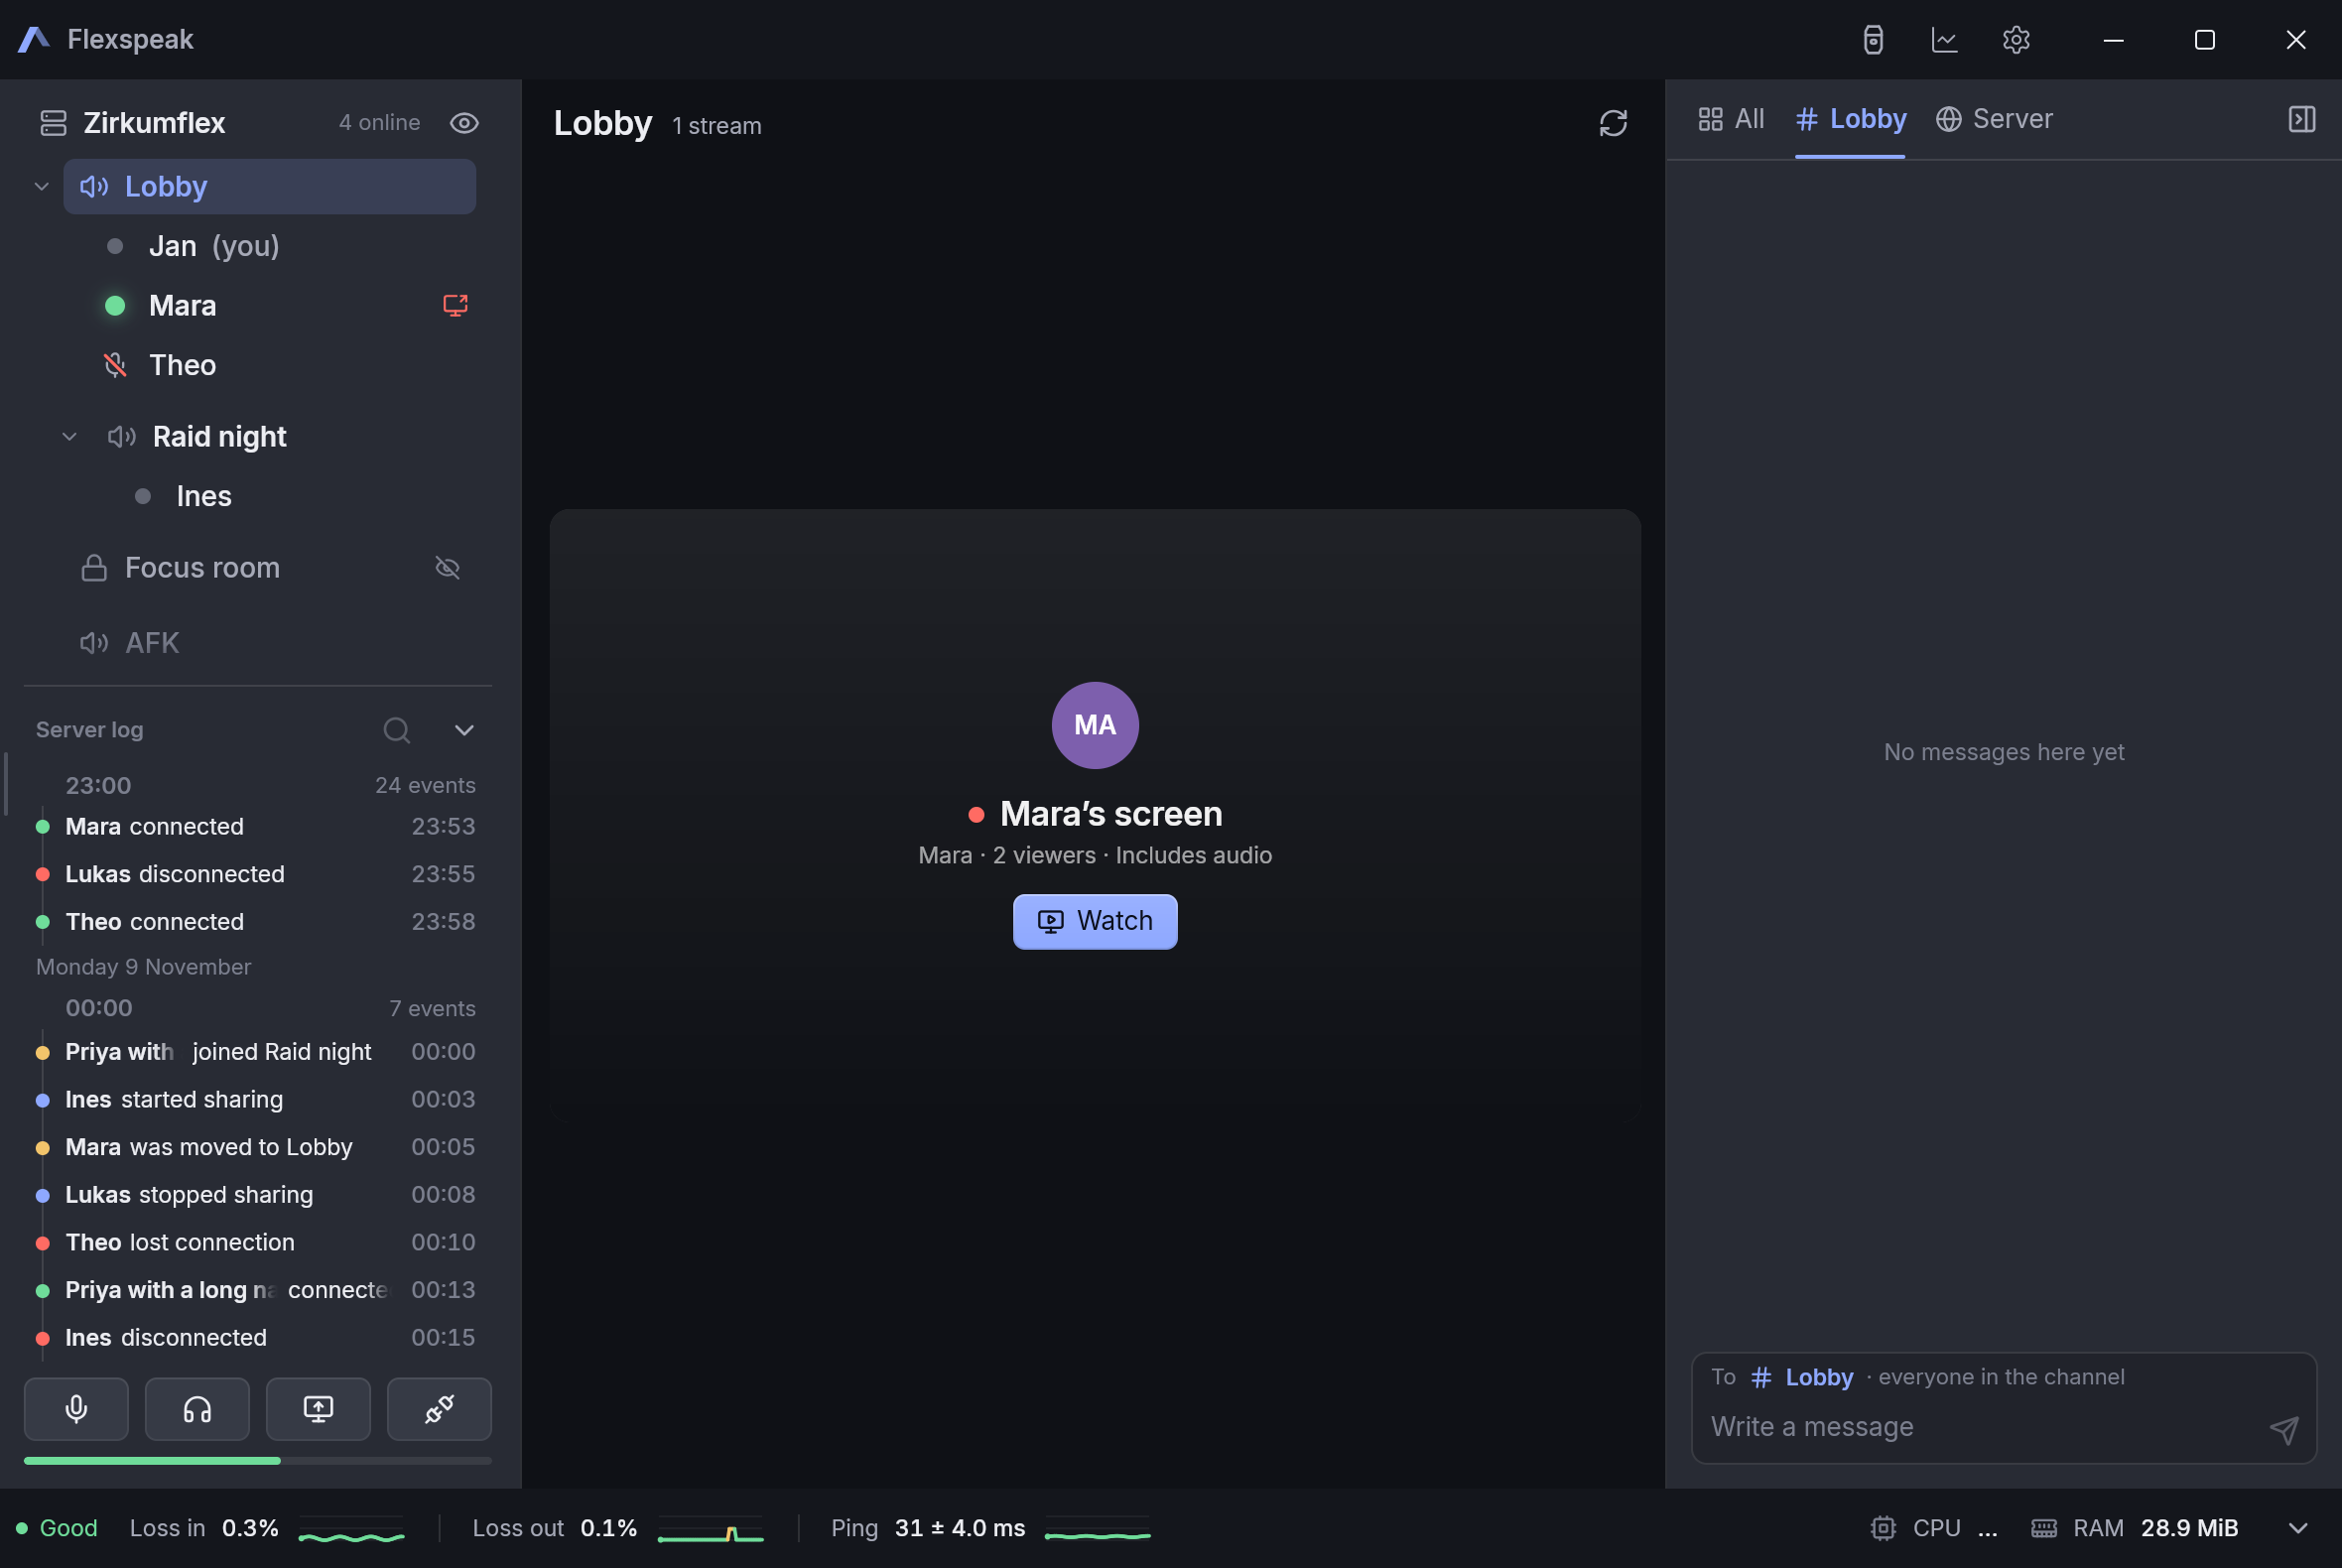 Flexspeak
Zirkumflex 4 online
Lobby
Jan (you)
Mara
Theo
Raid night
Ines
Focus room
AFK
Server log
23:00 24 events
Mara connected 23:53
Lukas disconnected 23:55
Theo connected 23:58
Monday 9 November
00:00 7 events
Priya with joined Raid night 00:00
Ines started sharing 00:03
Mara was moved to Lobby 00:05
Lukas stopped sharing 00:08
Theo lost connection 00:10
Priya with a long na connecte 00:13
Ines disconnected 00:15
Lobby 1 stream
MA
Mara’s screen
Mara · 2 viewers · Includes audio
Watch
All # Lobby Server
No messages here yet
To # Lobby · everyone in the channel
Write a message
Good Loss in 0.3% Loss out 0.1% Ping 31 ± 4.0 ms CPU ... RAM 28.9 MiB